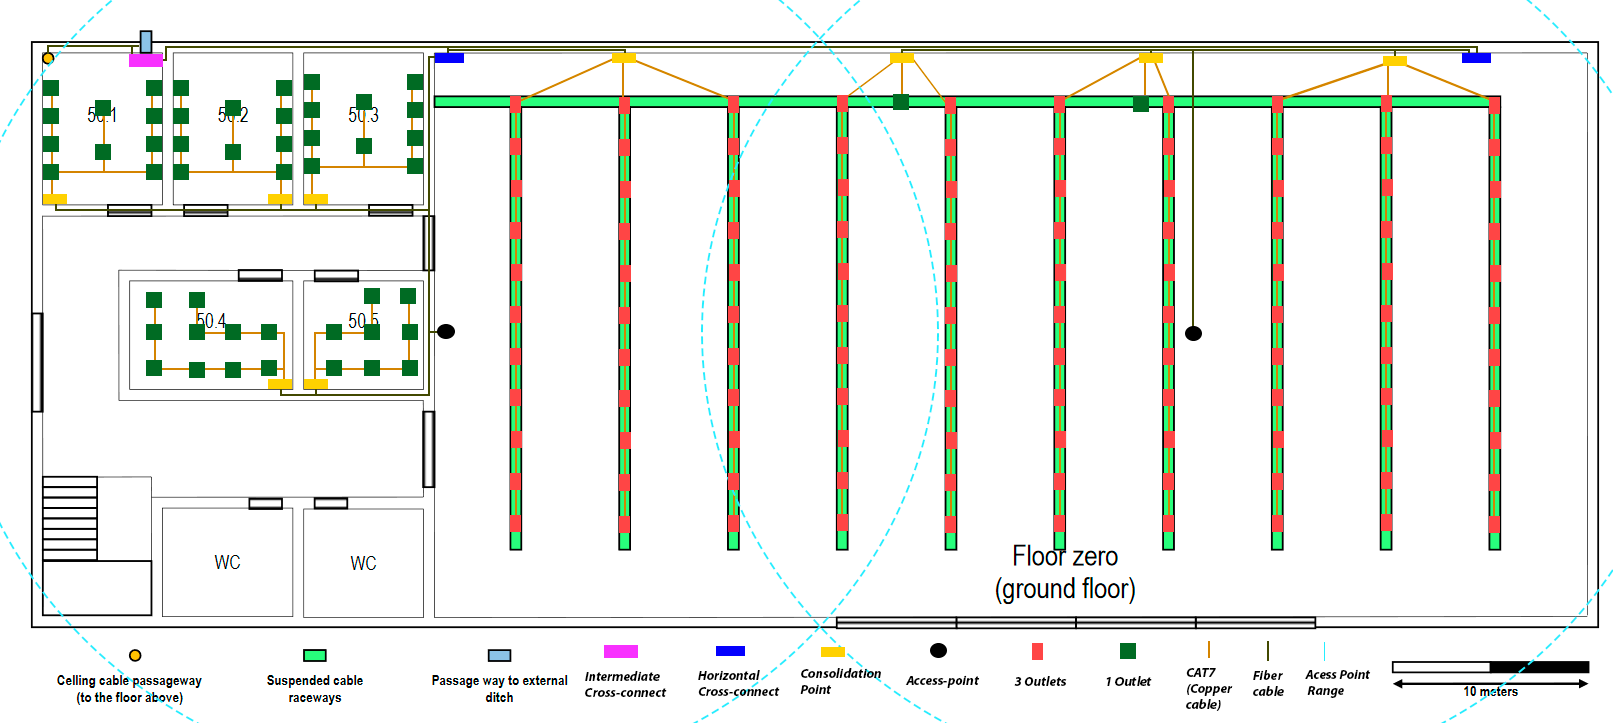 50.1
50.2
50.3
50.4
50.5
WC
WC
Floor zero
(ground floor)
Celling cable passageway
(to the floor above)
Suspended cable
raceways
Passage way to external
ditch
Intermediate
Cross-connect
Horizontal
Cross-connect
Consolidation
Point
Access-point
3 Outlets
1 Outlet
CAT7
(Copper
cable)
Fiber
cable
Acess Point
Range
10 meters